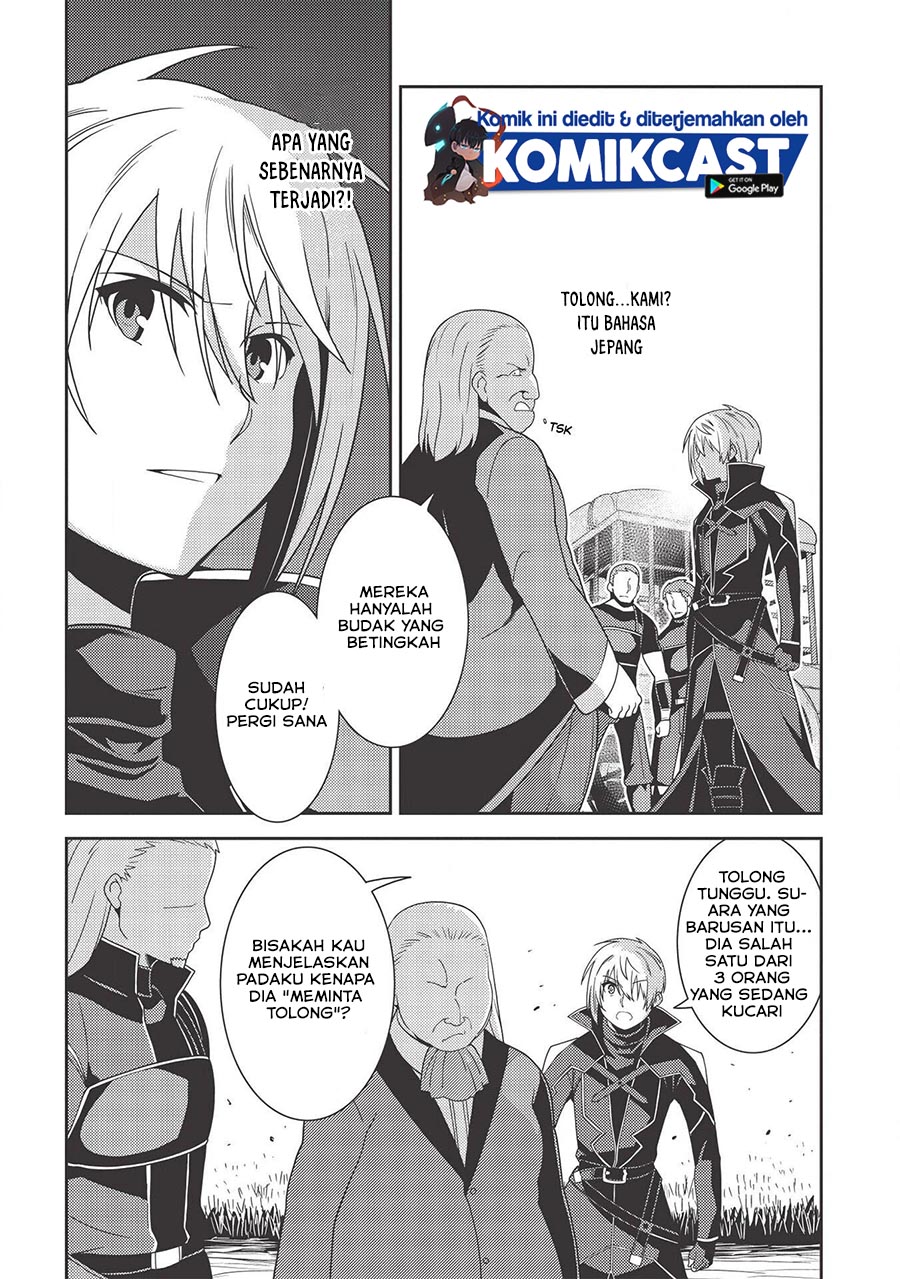 Komik ini diedit & diterjemahkan oleh
KOMIKCAST
GET IT ON
Google Play
TOLONG...KAMI?
ITU BAHASA
JEPANG
TSK
APA YANG
SEBENARNYA
TERJADI?!
MEREKA
HANYALAH
BUDAK YANG
BETINGKAH
SUDAH
CUKUP!
PERGI SANA
TOLONG
TUNGGU. SU-
ARA YANG
BARUSAN ITU...
DIA SALAH
SATU DARI
3 ORANG
YANG SEDANG
KUCARI
BISAKAH KAU
MENJELASKAN
PADAKU KENAPA
DIA "MEMINTA
TOLONG"?